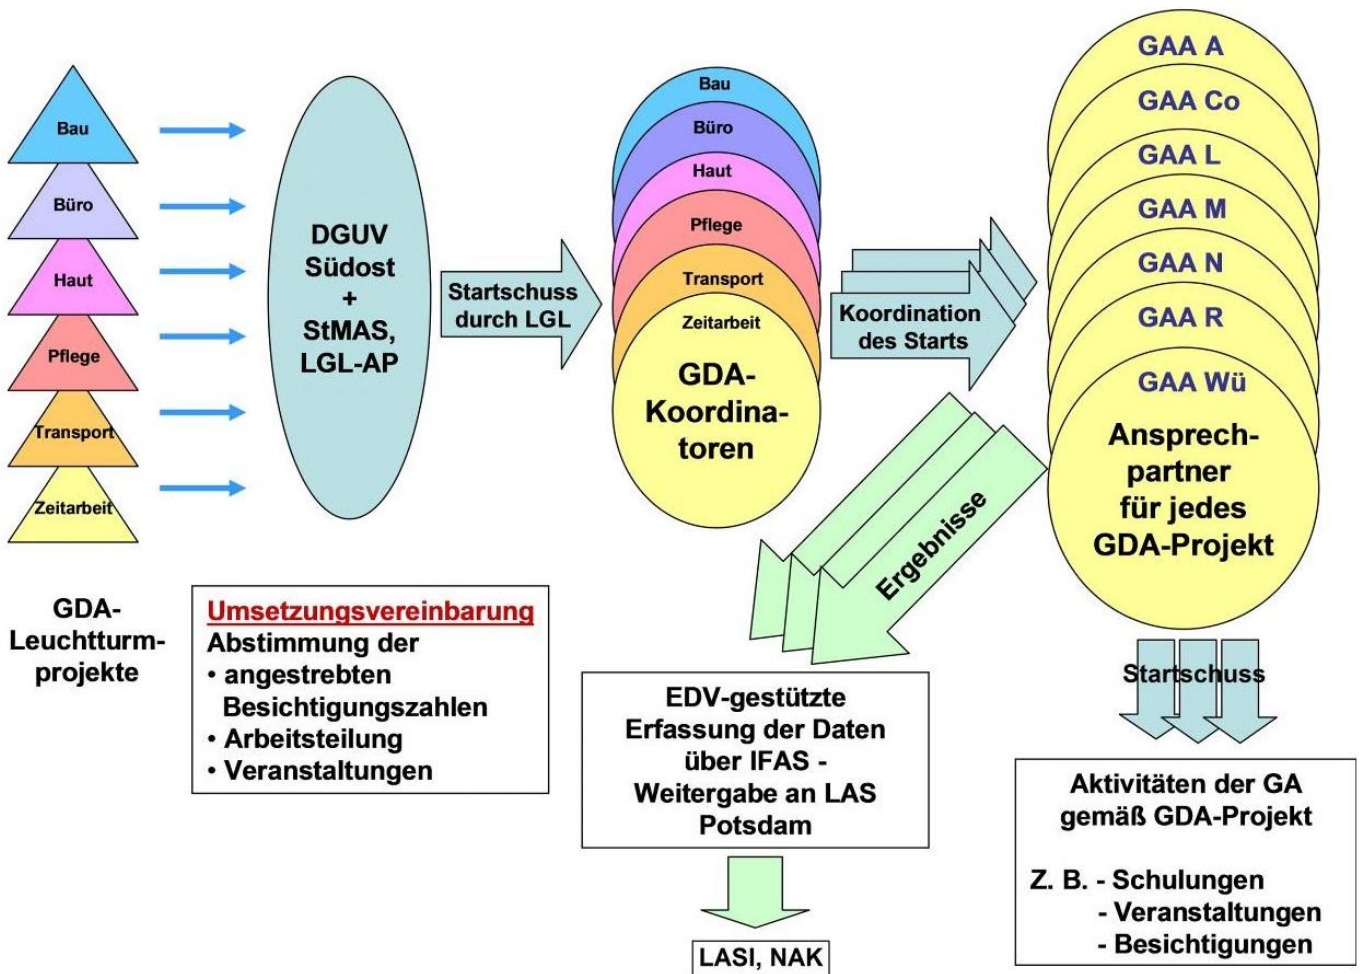 Bau
Büro
Haut
Pflege
Transport
Zeitarbeit
GDA-
Leuchtturm-
projekte
DGUV
Südost
+
StMAS,
LGL-AP
Umsetzungsvereinbarung
Abstimmung der
• angestrebten
Besichtigungszahlen
• Arbeitsteilung
• Veranstaltungen
Startschuss
durch LGL
Bau
Büro
Haut
Pflege
Transport
Zeitarbeit
GDA-
Koordina-
toren
Koordination
des Starts
GAA A
GAA Co
GAA L
GAA M
GAA N
GAA R
GAA Wü
Ansprech-
partner
für jedes
GDA-Projekt
Ergebnisse
EDV-gestützte
Erfassung der Daten
über IFAS -
Weitergabe an LAS
Potsdam
LASI, NAK
Startschuss
Aktivitäten der GA
gemäß GDA-Projekt
Z. B. - Schulungen
- Veranstaltungen
- Besichtigungen